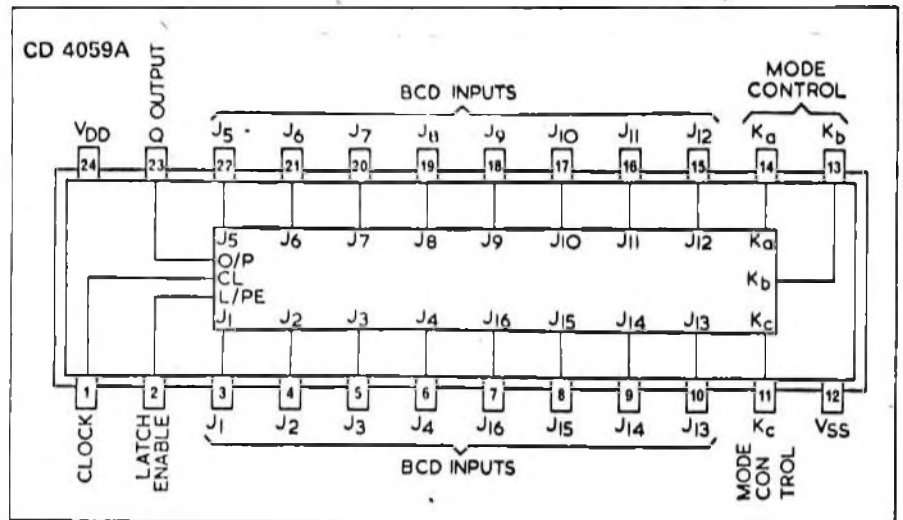 CD 4059A
O OUTPUT
BCD INPUTS
MODE
CONTROL
VDD J5 J6 J7 J11 J9 J10 J11 J12 Ka Kb
24 23 27 21 20 19 18 17 16 15 14 13
J5 J6 J7 J8 J9 J10 J11 J12 Ka
O/P
CL
L/PE
Kb
J1 J2 J3 J4 J16 J15 J14 J13 Kc
1 2 3 4 5 6 7 8 9 10 11 12
J1 J2 J3 J4 J16 J15 J14 J13 Kc VSS
CLOCK
LATCH
ENABLE
BCD INPUTS
MODE
CON
TROL